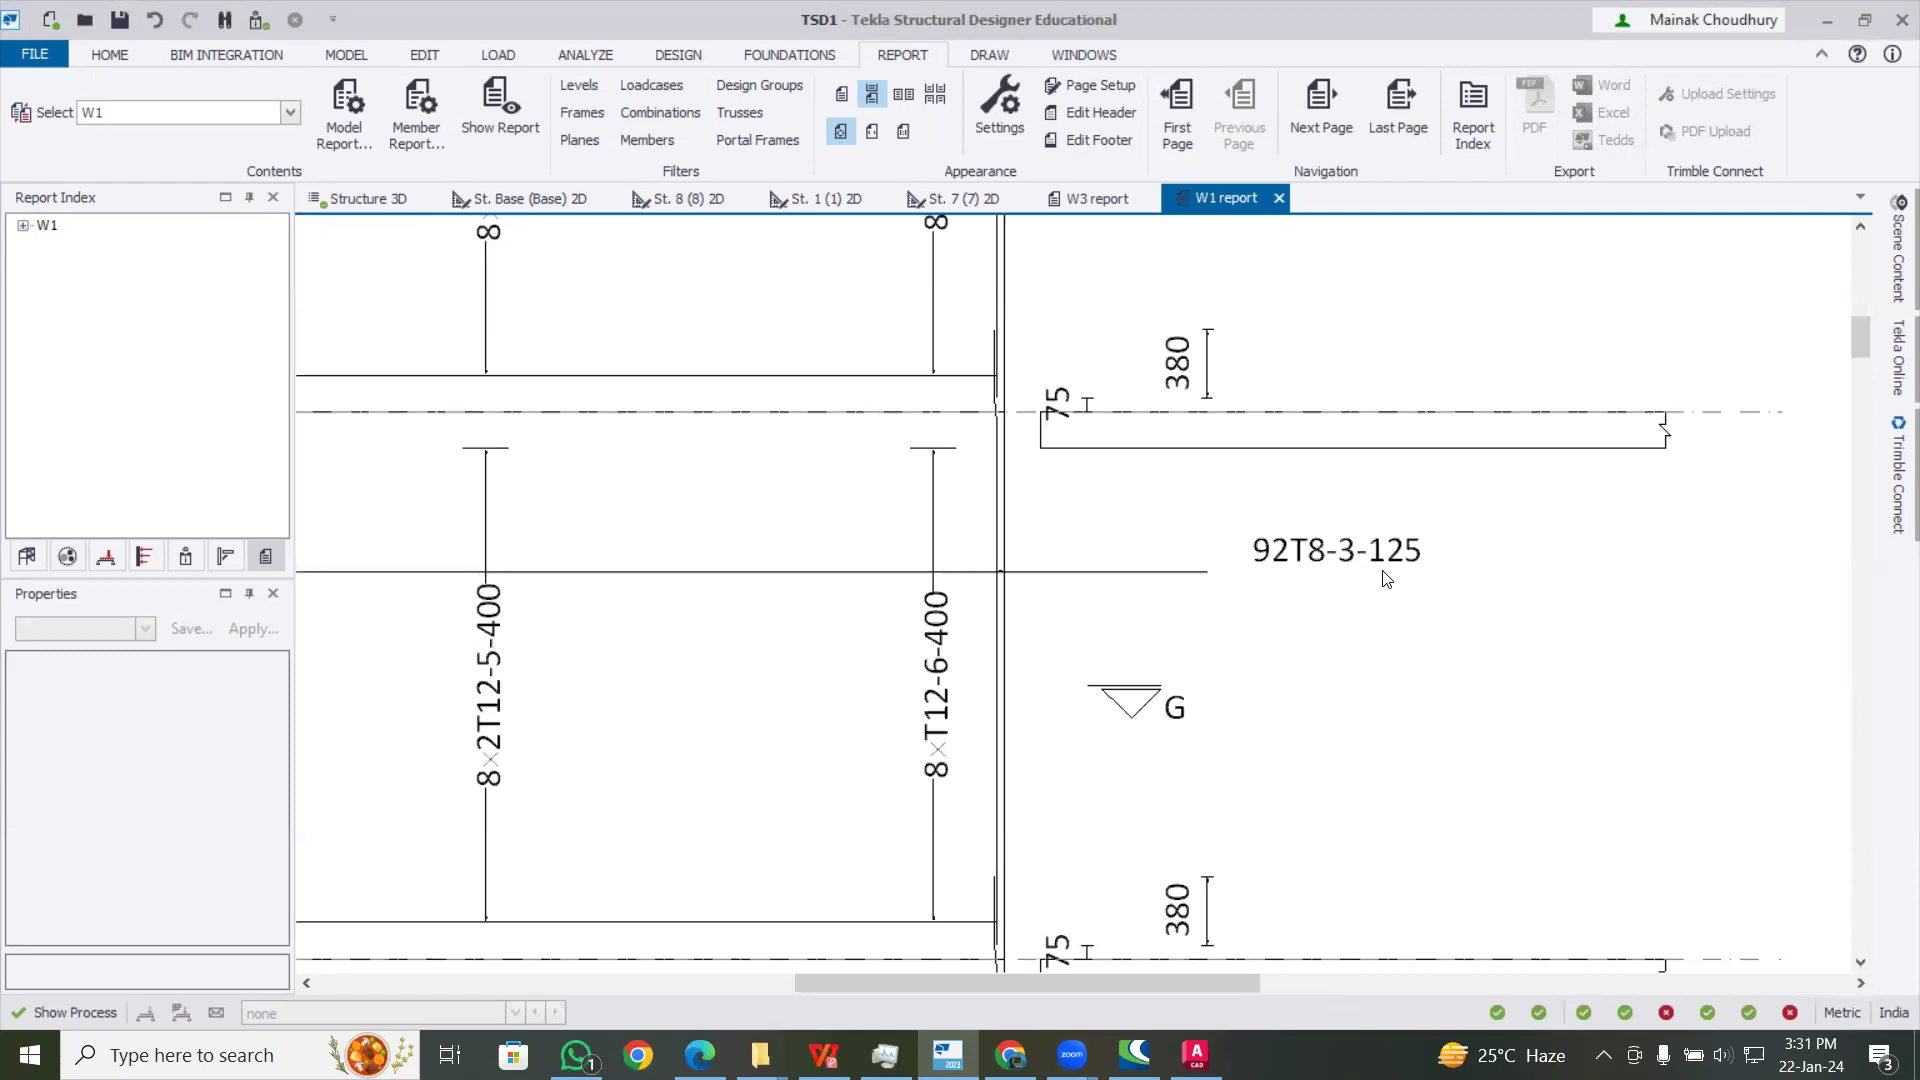 TSD1 - Tekla Structural Designer Educational
Mainak Choudhury
FILE HOME BIM INTEGRATION MODEL EDIT LOAD ANALYZE DESIGN FOUNDATIONS REPORT DRAW WINDOWS
Select W1
Model Report...
Member Report...
Show Report
Contents
Levels Loadcases Design Groups
Frames Combinations Trusses
Planes Members Portal Frames
Filters
Settings
Page Setup
Edit Header
Edit Footer
Appearance
First Page
Previous Page
Next Page
Last Page
Report Index
Navigation
PDF
Word
Excel
Tedds
Export
Upload Settings
PDF Upload
Trimble Connect
Report Index
W1
Structure 3D
St. Base (Base) 2D
St. 8 (8) 2D
St. 1 (1) 2D
St. 7 (7) 2D
W3 report
W1 report
8
8
380
75
92T8-3-125
8×2T12-5-400
8×T12-6-400
G
380
75
Properties
Save... Apply...
Scene Content
Tekla Online
Trimble Connect
Show Process
none
Metric
India
Type here to search
1
2023
zoom
A
CAD
25°C Haze
3:31 PM
22-Jan-24
3